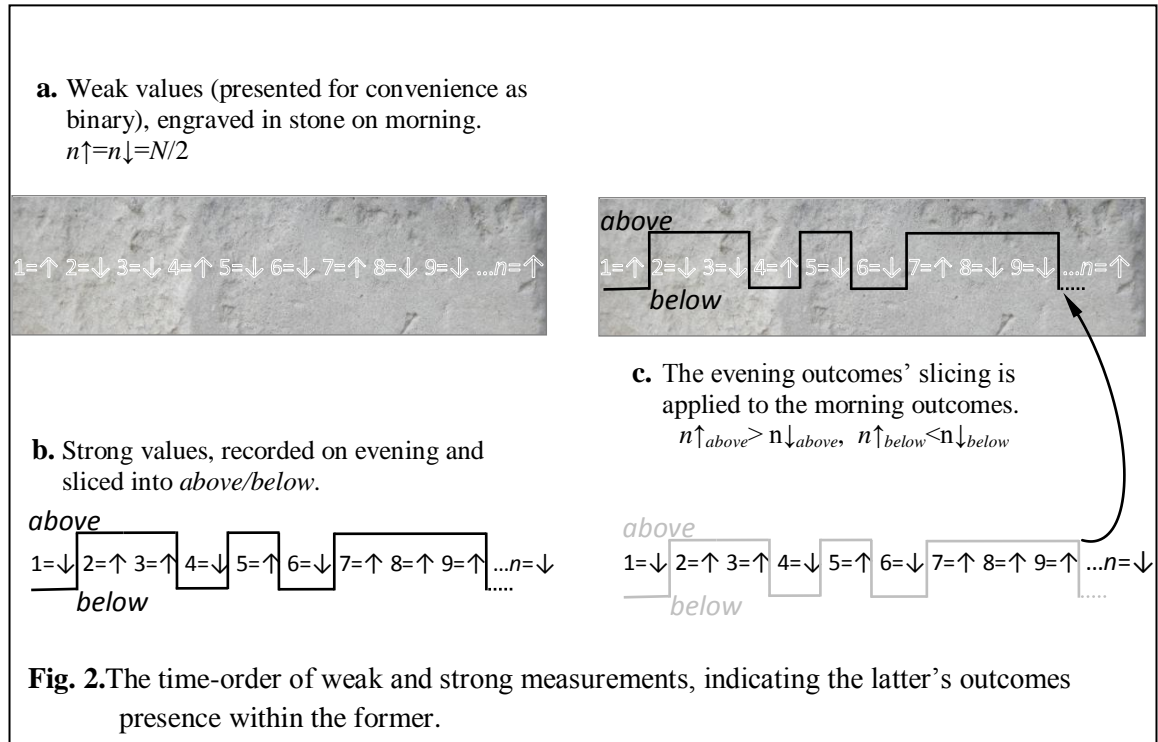 a. Weak values (presented for convenience as
binary), engraved in stone on morning.
n↑=n↓=N/2
1=↑ 2=↓ 3=↓ 4=↑ 5=↓ 6=↓ 7=↑ 8=↓ 9=↓ ...n=↑
above
1=↑ 2=↓ 3=↓ 4=↑ 5=↓ 6=↓ 7=↑ 8=↓ 9=↓ ...n=↑
below
c. The evening outcomes’ slicing is
applied to the morning outcomes.
n↑above> n↓above, n↑below<n↓below
b. Strong values, recorded on evening and
sliced into above/below.
above
1=↓ 2=↑ 3=↑ 4=↓ 5=↑ 6=↓ 7=↑ 8=↑ 9=↑ ...n=↓
below
above
1=↓ 2=↑ 3=↑ 4=↓ 5=↑ 6=↓ 7=↑ 8=↑ 9=↑ ...n=↓
below
Fig. 2.The time-order of weak and strong measurements, indicating the latter’s outcomes
presence within the former.